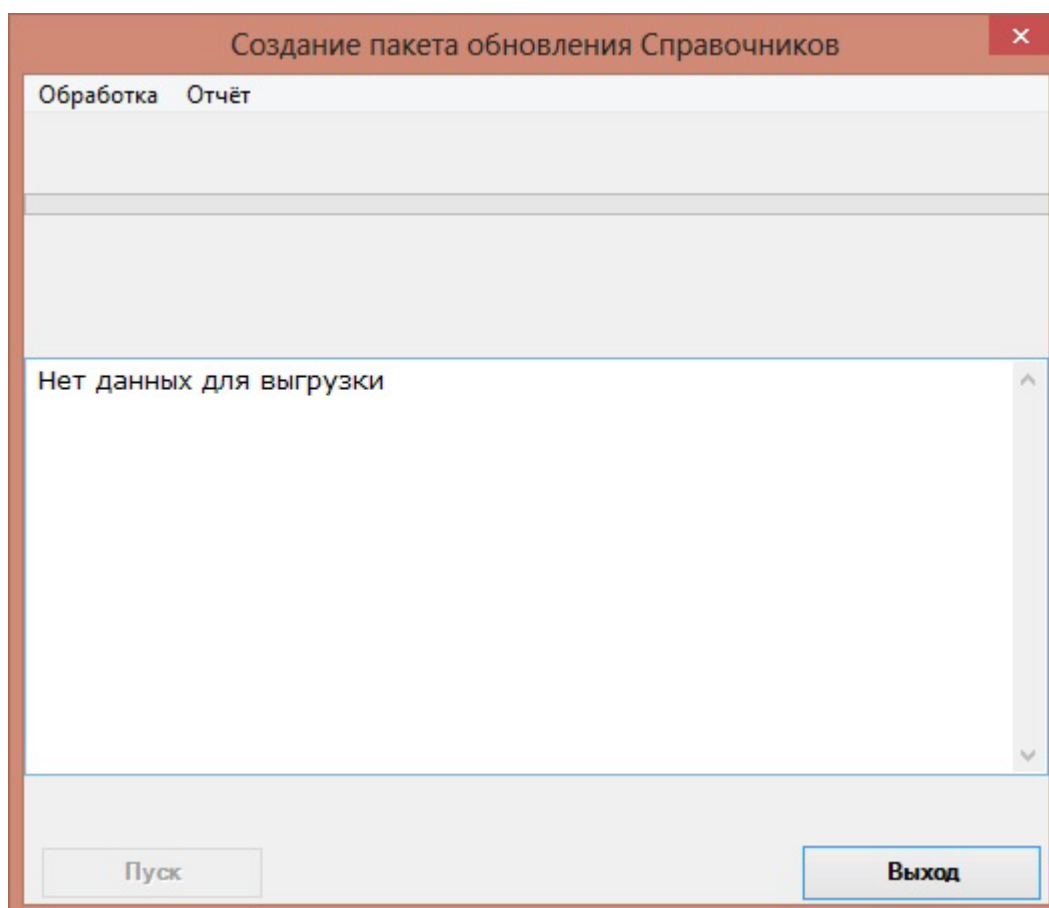 Создание пакета обновления Справочников
Обработка Отчёт
Нет данных для выгрузки
Пуск Выход